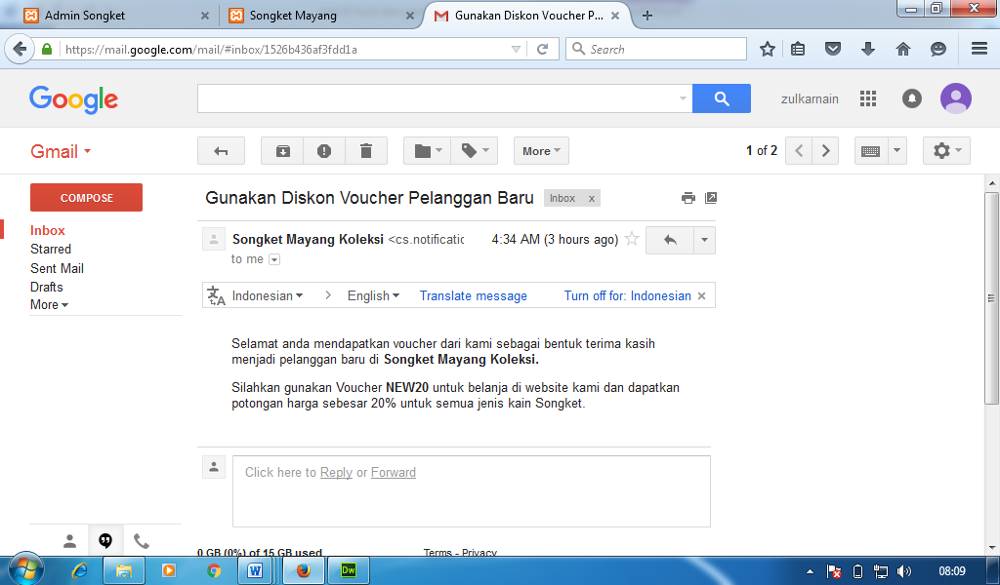 Admin Songket
Songket Mayang
Gunakan Diskon Voucher P...
https://mail.google.com/mail/#inbox/1526b436af3fdd1a
Search
Google
zulkarnain
Gmail
More
1 of 2
COMPOSE
Inbox
Starred
Sent Mail
Drafts
More
Gunakan Diskon Voucher Pelanggan Baru
Inbox x
Songket Mayang Koleksi <cs.notificatic
4:34 AM (3 hours ago)
to me
Indonesian > English
Translate message
Turn off for: Indonesian
Selamat anda mendapatkan voucher dari kami sebagai bentuk terima kasih
menjadi pelanggan baru di Songket Mayang Koleksi.
Silahkan gunakan Voucher NEW20 untuk belanja di website kami dan dapatkan
potongan harga sebesar 20% untuk semua jenis kain Songket.
Click here to Reply or Forward
0 GB (0%) of 15 GB used
Terms - Privacy
Dw
08:09